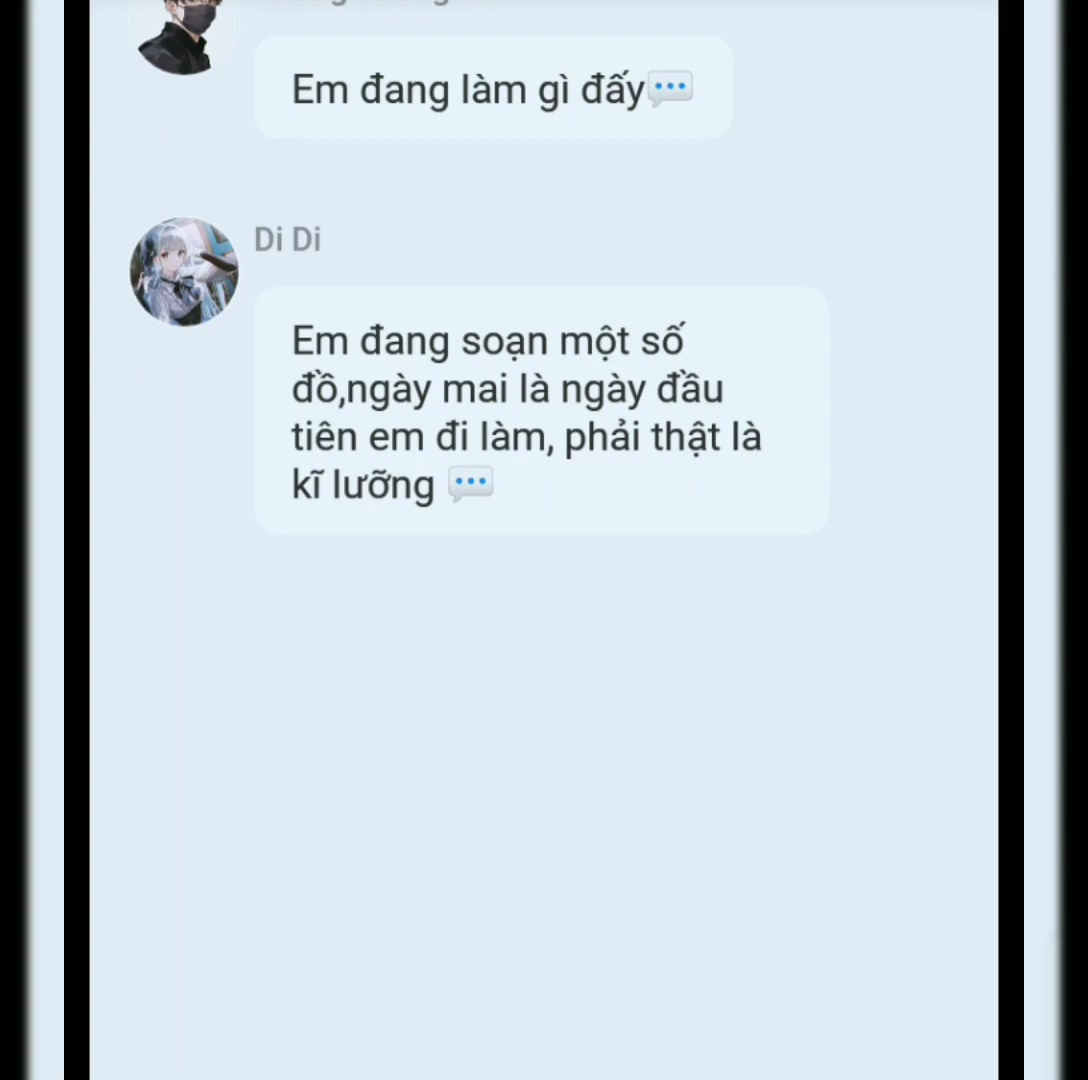 Em đang làm gì đấy💬
Di Di
Em đang soạn một số
đồ,ngày mai là ngày đầu
tiên em đi làm, phải thật là
kĩ lưỡng 💬